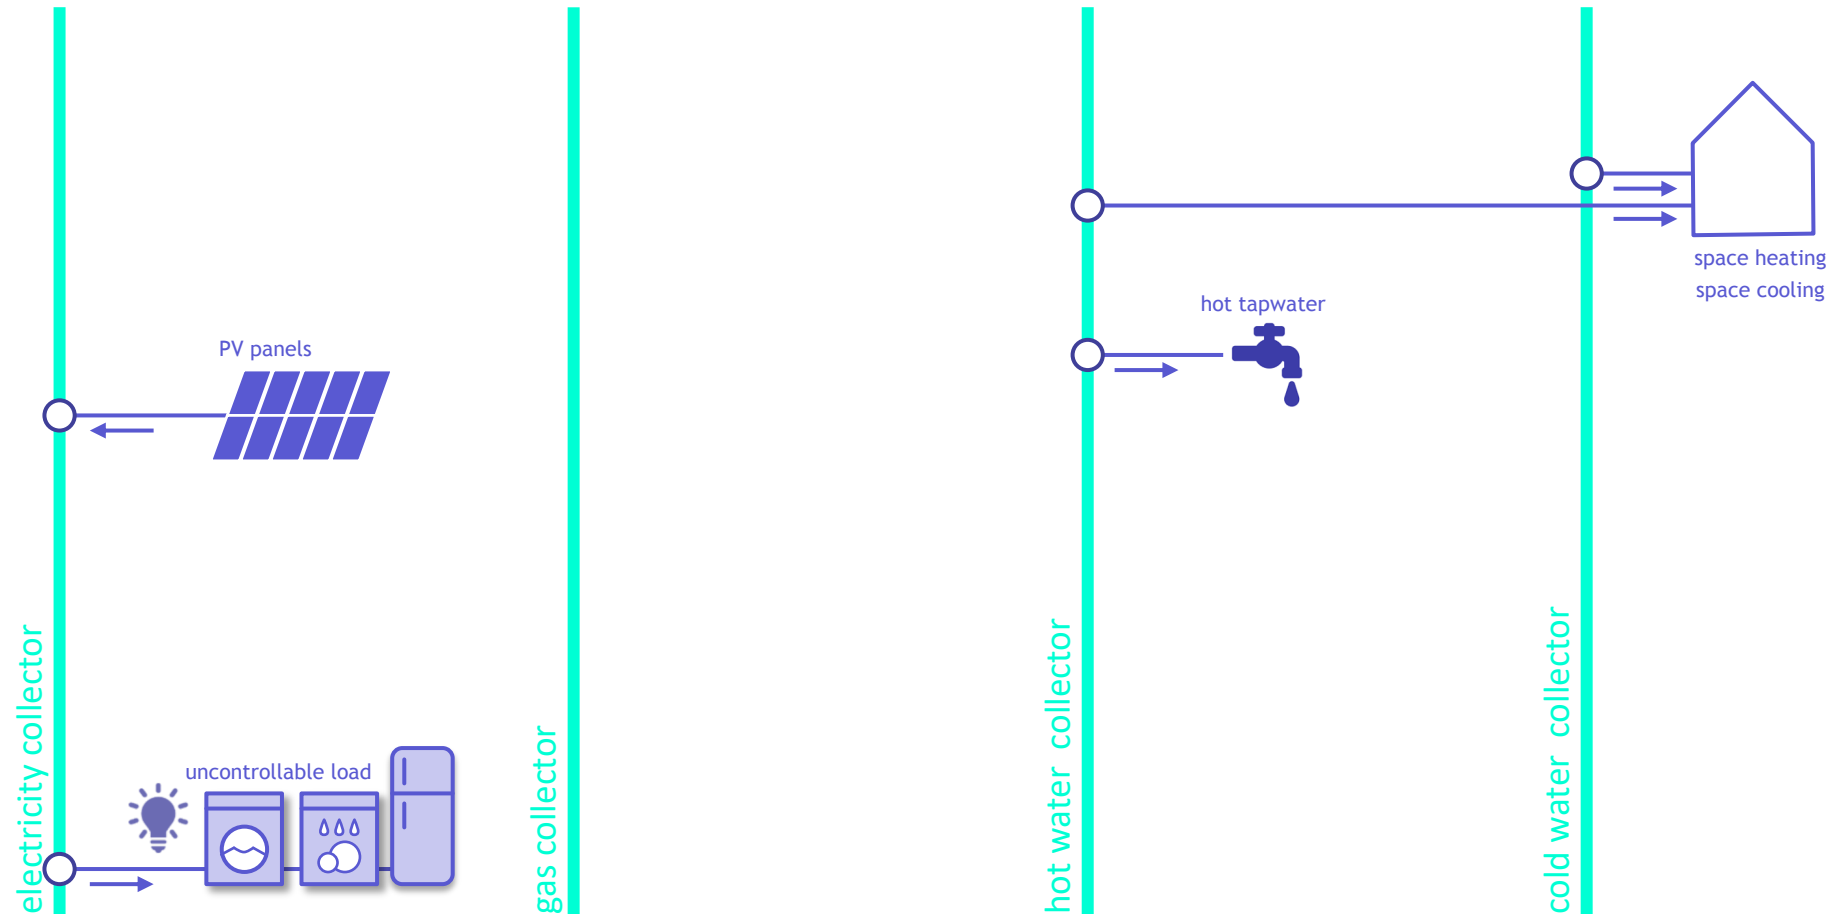 space heating
space cooling
hot tapwater
PV panels
uncontrollable load
electricity collector
gas collector
hot water collector
cold water collector